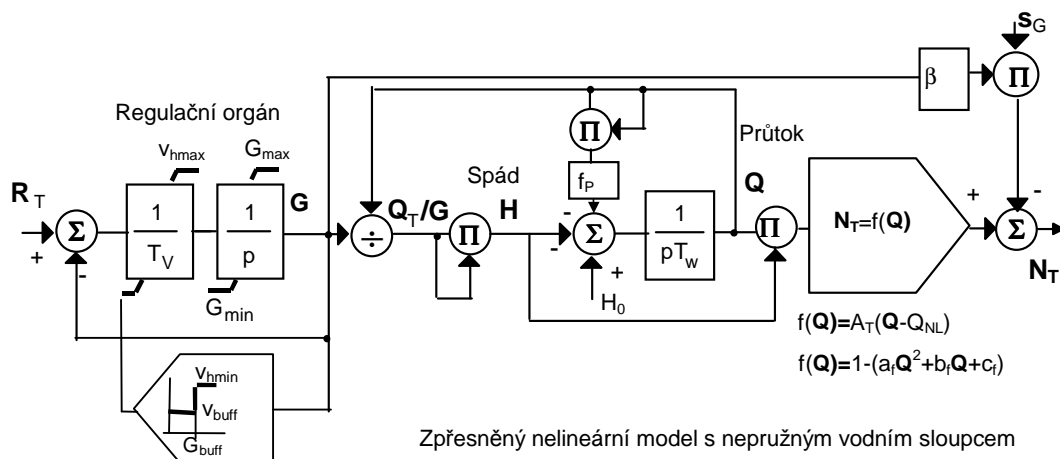 s_G
β
Π
Regulační orgán
v_hmax
G_max
R_T
Σ
+
-
1
T_V
1
p
G
G_min
÷
Q_T/G
Spád
Π
H
Π
f_P
-
-
Σ
+
H_0
1
pT_w
Průtok
Q
Π
N_T=f(Q)
+
-
Σ
N_T
f(Q)=A_T(Q-Q_NL)
f(Q)=1-(a_fQ^2+b_fQ+c_f)
v_hmin
v_buff
G_buff
Zpřesněný nelineární model s nepružným vodním sloupcem